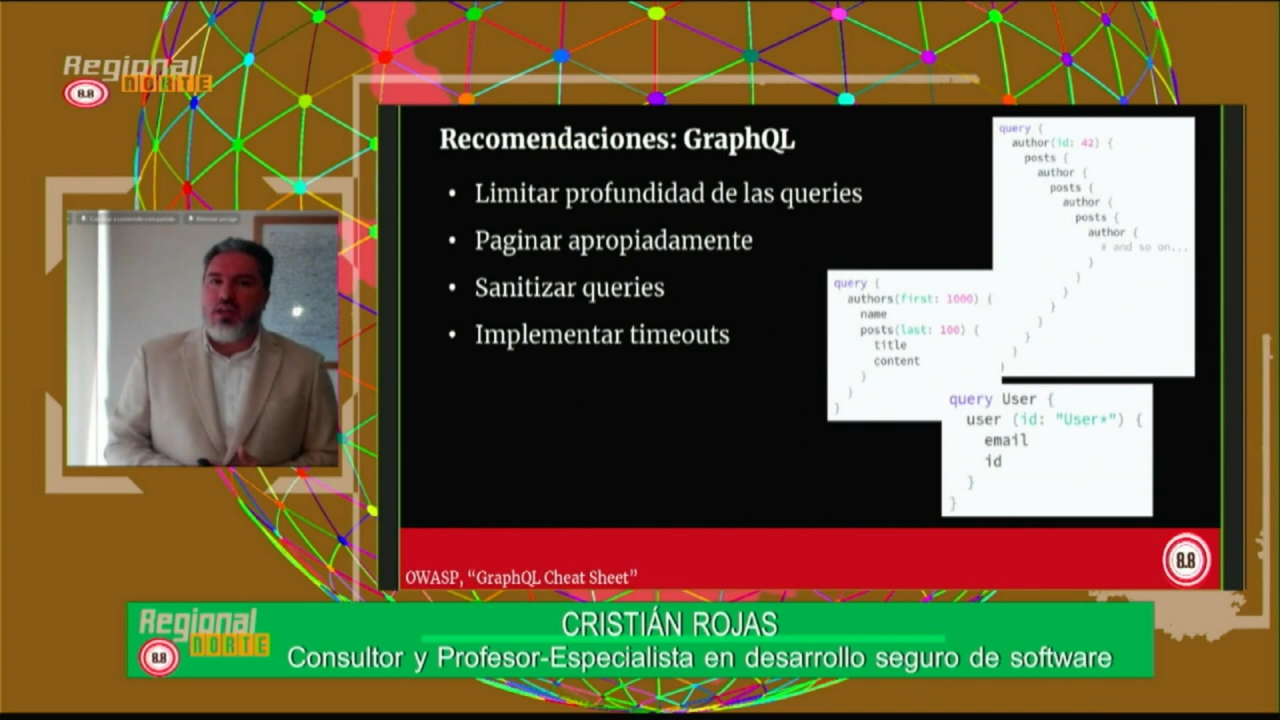 Regional
NORTE
8.8
Recomendaciones: GraphQL
• Limitar profundidad de las queries
• Paginar apropiadamente
• Sanitizar queries
• Implementar timeouts
query {
author(id: 42) {
posts {
author {
posts {
author {
posts {
author {
# and so on...
}
}
}
}
}
}
}
}
query {
authors(first: 1000) {
name
posts(last: 100) {
title
content
}
}
}
query User {
user (id: "User*") {
email
id
}
}
OWASP, “GraphQL Cheat Sheet”
8.8
Regional
NORTE
8.8
CRISTIÁN ROJAS
Consultor y Profesor-Especialista en desarrollo seguro de software